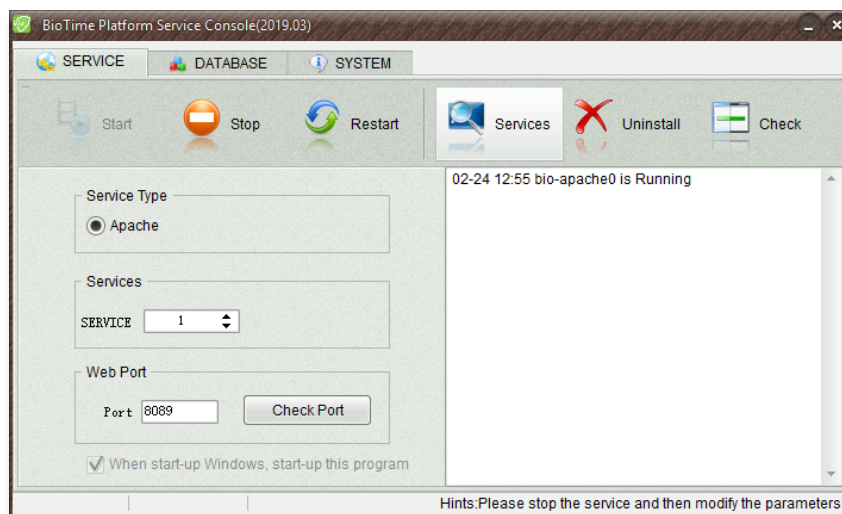 BioTime Platform Service Console(2019.03)
SERVICE DATABASE SYSTEM
Start Stop Restart Services Uninstall Check
02-24 12:55 bio-apache0 is Running
Service Type
Apache
Services
SERVICE 1
Web Port
Port 8089 Check Port
When start-up Windows, start-up this program
Hints:Please stop the service and then modify the parameters